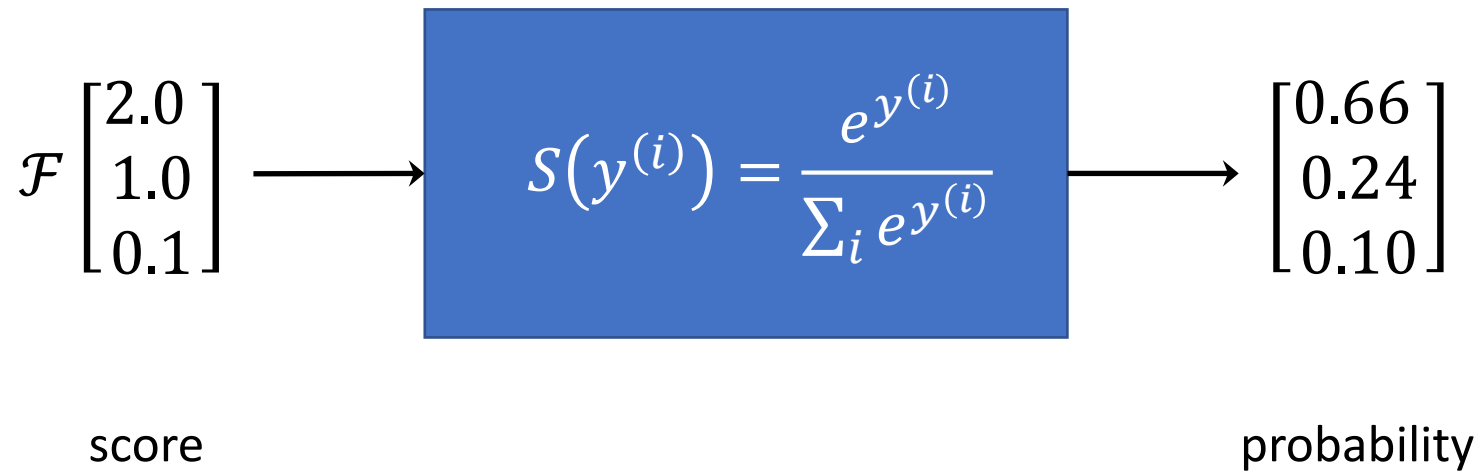 ℱ [2.0 1.0 0.1]
S(y^(i)) = e^{y^(i)} / ∑_i e^{y^(i)}
[0.66 0.24 0.10]
score
probability